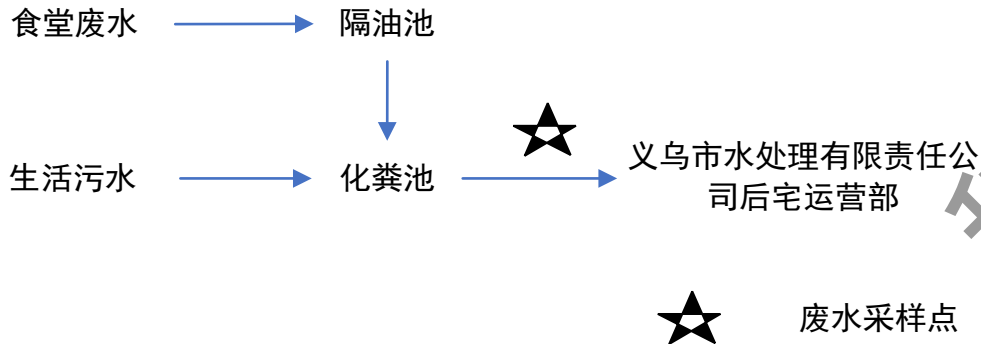 食堂废水
隔油池
生活污水
化粪池
义乌市水处理有限责任公
司后宅运营部
废水采样点